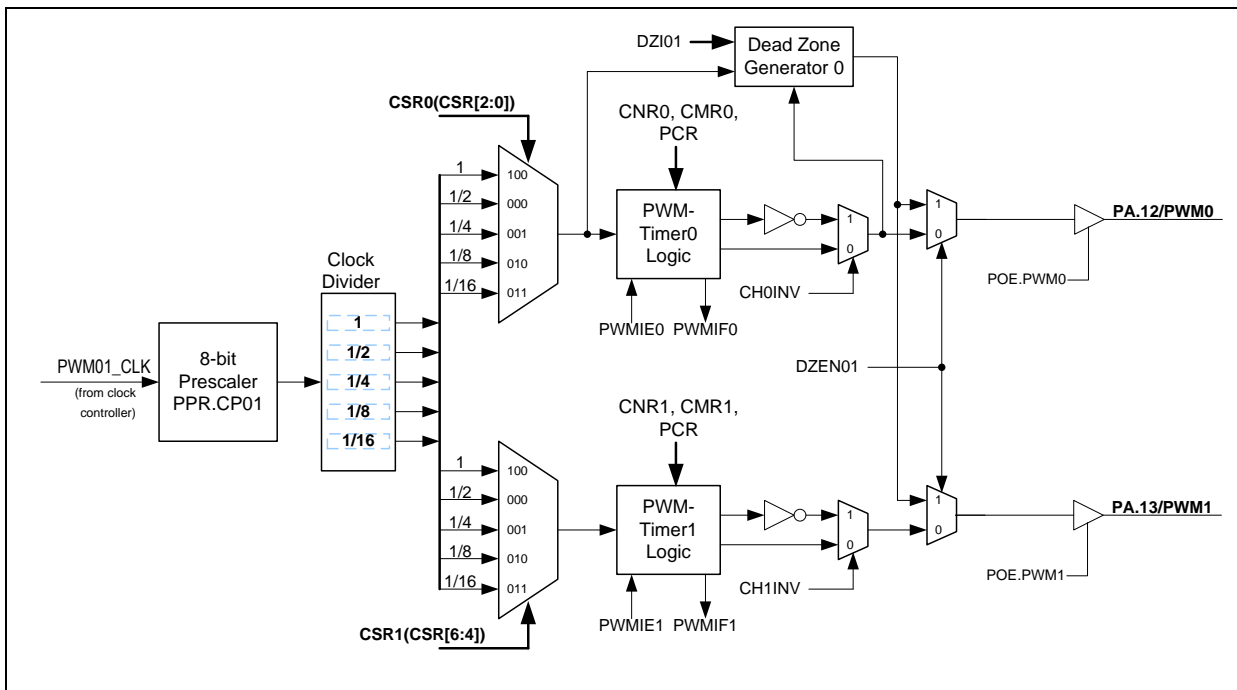 DZI01
Dead Zone
Generator 0
CSR0(CSR[2:0])
CNR0, CMR0,
PCR
1
100
1/2
000
1/4
001
1/8
010
1/16
011
PWM-
Timer0
Logic
1
0
1
0
PA.12/PWM0
POE.PWM0
CH0INV
PWMIE0
PWMIF0
Clock
Divider
1
1/2
1/4
1/8
1/16
PWM01_CLK
(from clock
controller)
8-bit
Prescaler
PPR.CP01
DZEN01
CNR1, CMR1,
PCR
1
100
1/2
000
1/4
001
1/8
010
1/16
011
PWM-
Timer1
Logic
1
0
1
0
PA.13/PWM1
POE.PWM1
CH1INV
PWMIE1
PWMIF1
CSR1(CSR[6:4])